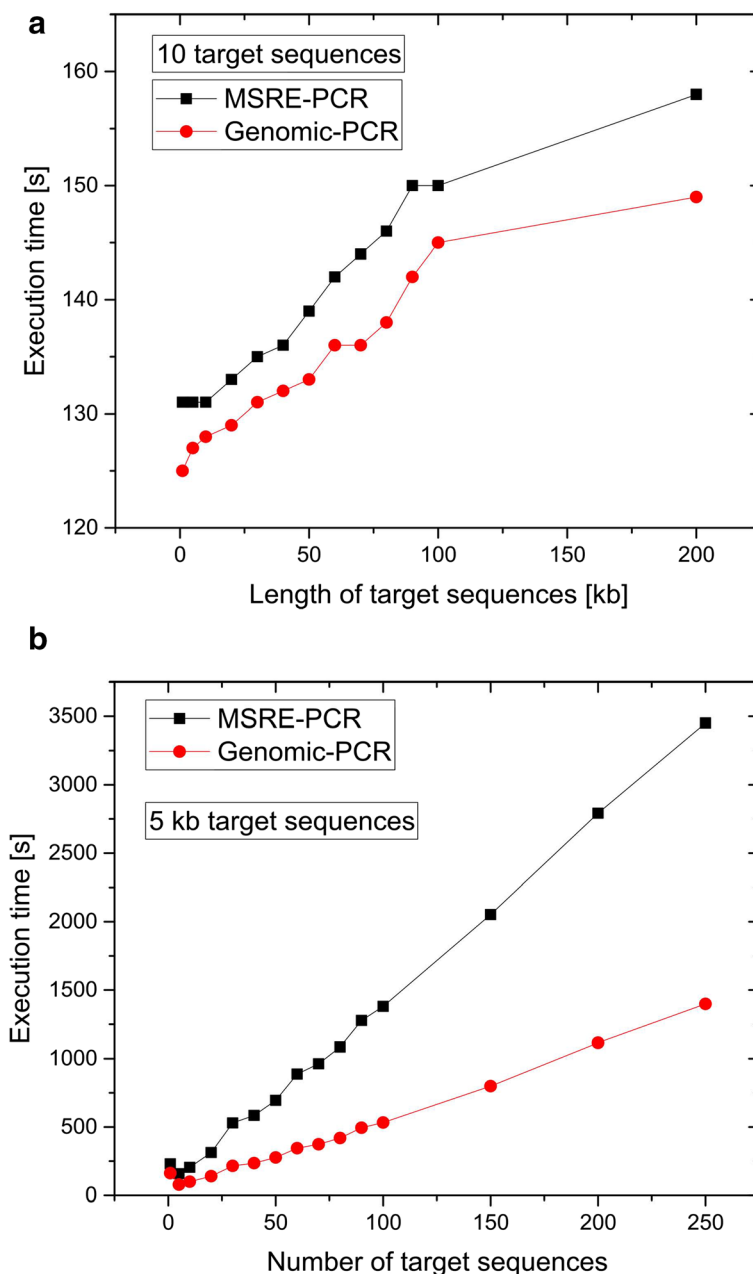 a
10 target sequences
MSRE-PCR
Genomic-PCR
160
150
140
130
120
Execution time [s]
0 50 100 150 200
Length of target sequences [kb]
b
MSRE-PCR
Genomic-PCR
5 kb target sequences
3500
3000
2500
2000
1500
1000
500
0
Execution time [s]
0 50 100 150 200 250
Number of target sequences